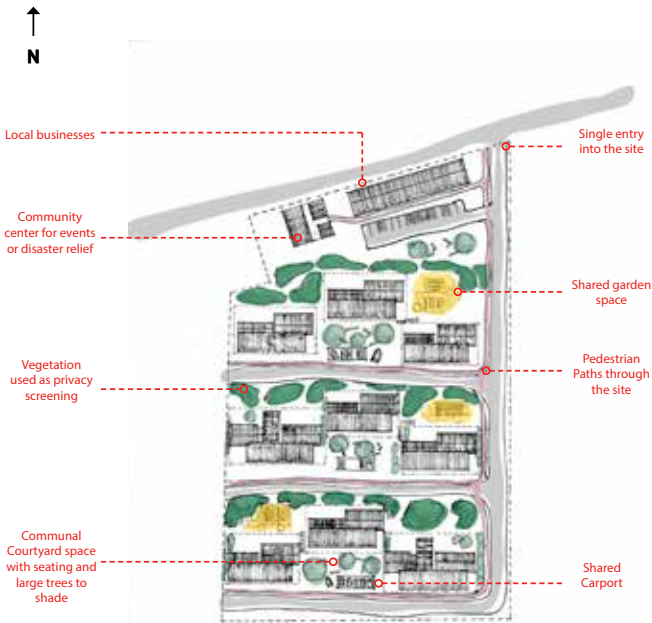 N
Local businesses
Single entry
into the site
Community
center for events
or disaster relief
Shared garden
space
Vegetation
used as privacy
screening
Pedestrian
Paths through
the site
Communal
Courtyard space
with seating and
large trees to
shade
Shared
Carport